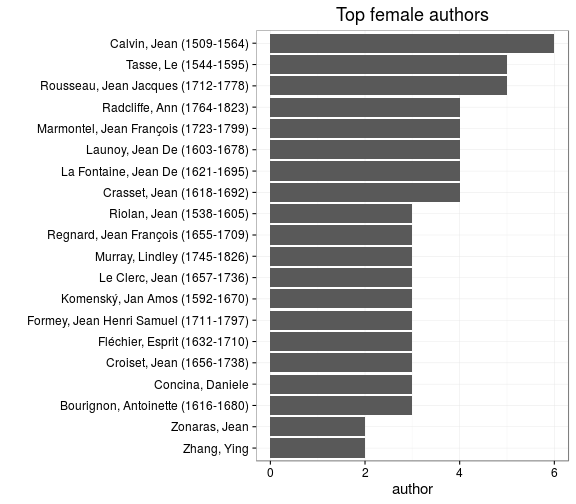 Top female authors
Calvin, Jean (1509-1564)
Tasse, Le (1544-1595)
Rousseau, Jean Jacques (1712-1778)
Radcliffe, Ann (1764-1823)
Marmontel, Jean François (1723-1799)
Launoy, Jean De (1603-1678)
La Fontaine, Jean De (1621-1695)
Crasset, Jean (1618-1692)
Riolan, Jean (1538-1605)
Regnard, Jean François (1655-1709)
Murray, Lindley (1745-1826)
Le Clerc, Jean (1657-1736)
Komenský, Jan Amos (1592-1670)
Formey, Jean Henri Samuel (1711-1797)
Fléchier, Esprit (1632-1710)
Croiset, Jean (1656-1738)
Concina, Daniele
Bourignon, Antoinette (1616-1680)
Zonaras, Jean
Zhang, Ying
0 2 4 6
author